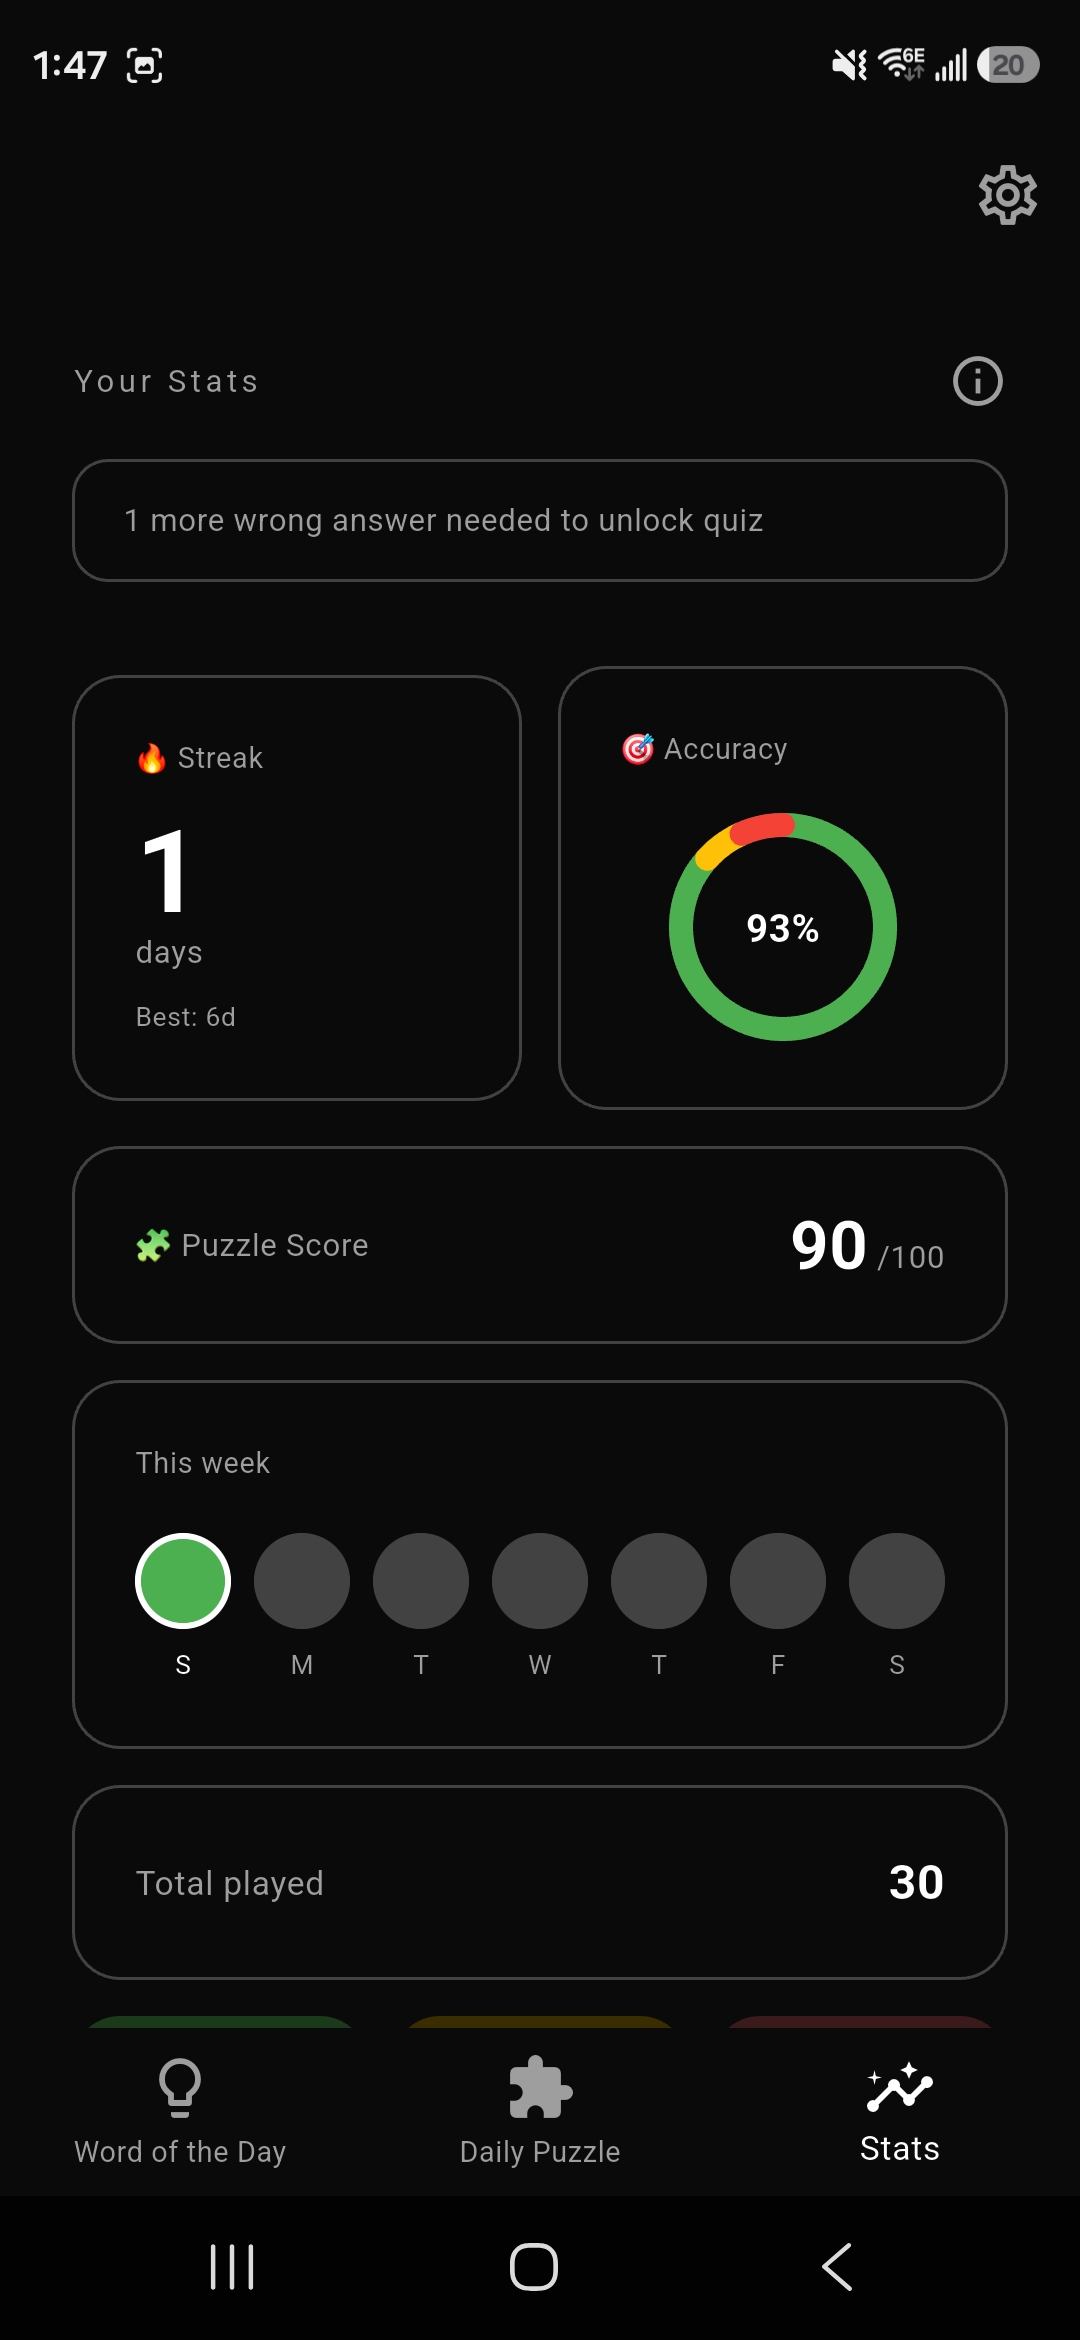 1:47
6E
20
Your Stats
1 more wrong answer needed to unlock quiz
🔥 Streak
1
days
Best: 6d
🎯 Accuracy
93%
🧩 Puzzle Score
90 /100
This week
S M T W T F S
Total played
30
Word of the Day
Daily Puzzle
Stats